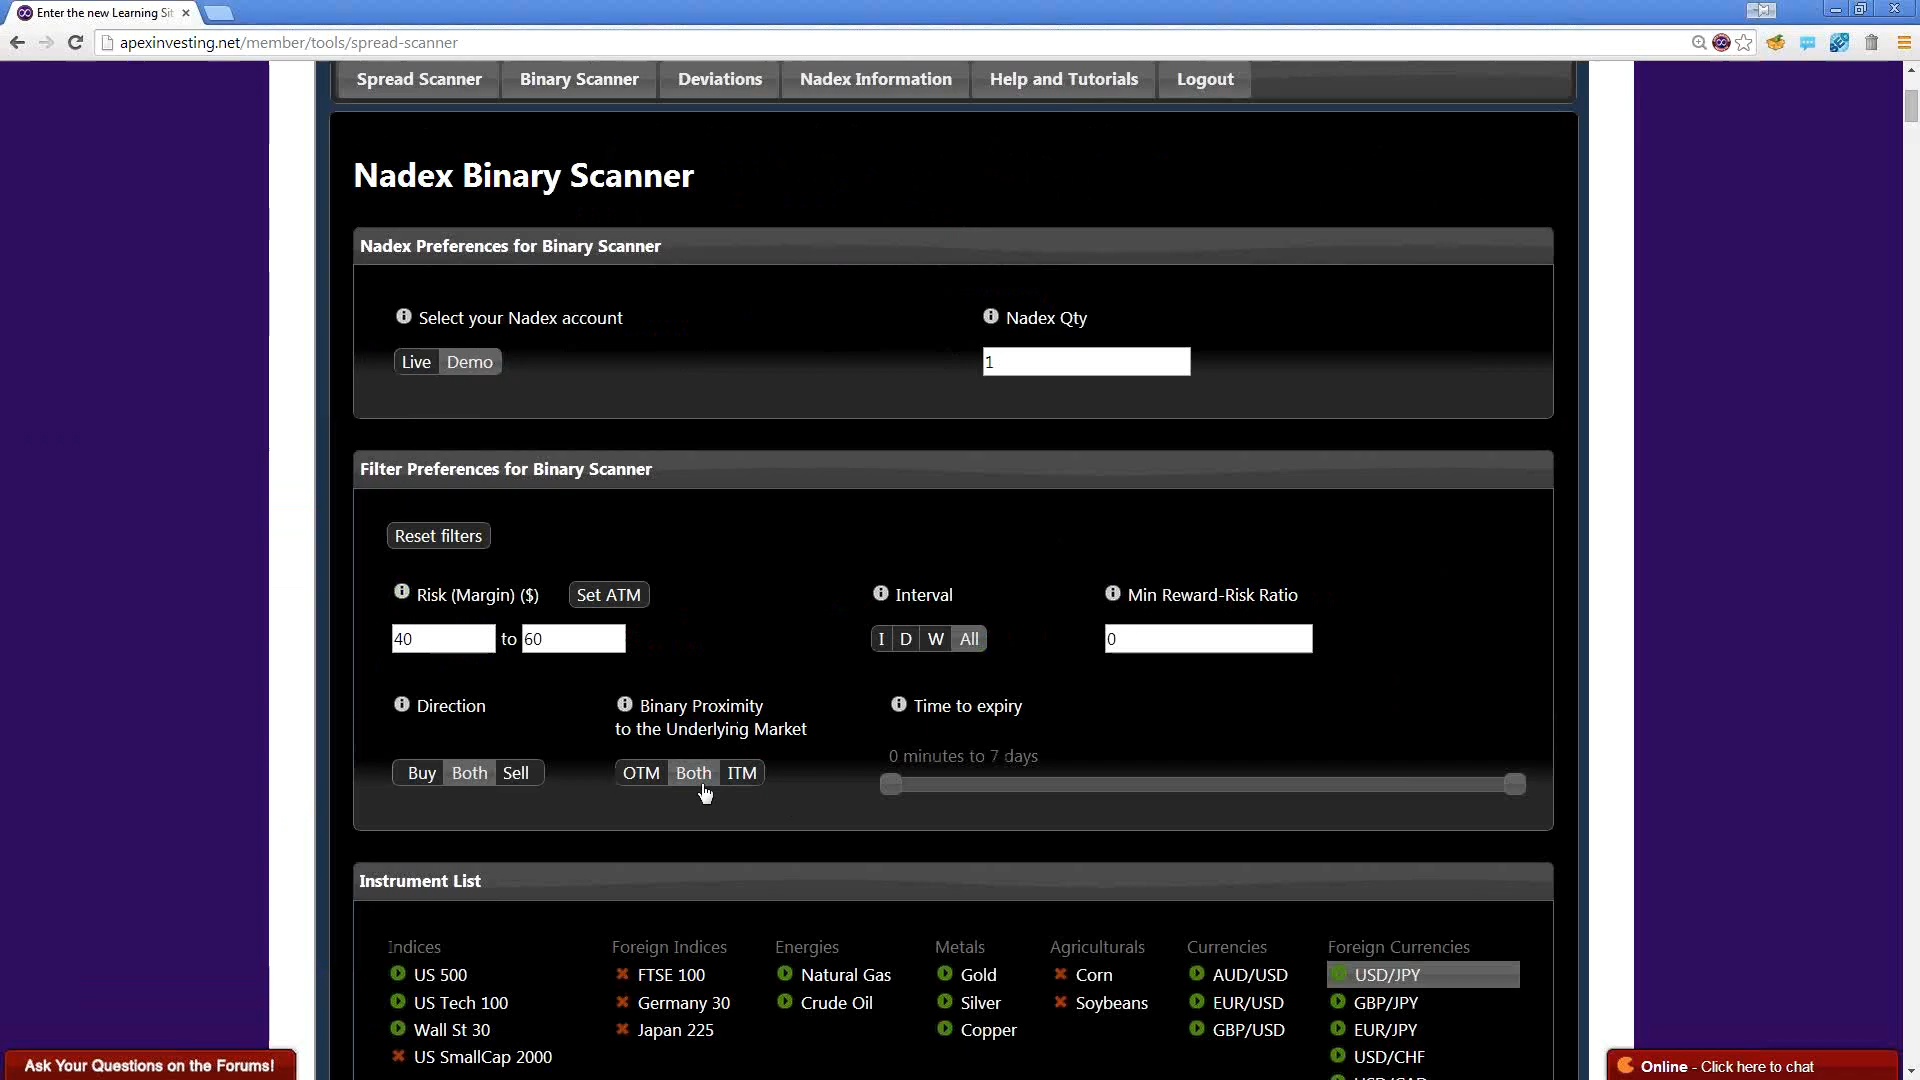 Enter the new Learning Sit
apexinvesting.net/member/tools/spread-scanner
Spread Scanner Binary Scanner Deviations Nadex Information Help and Tutorials Logout
Nadex Binary Scanner
Nadex Preferences for Binary Scanner
Select your Nadex account Nadex Qty
Live Demo 1
Filter Preferences for Binary Scanner
Reset filters
Risk (Margin) ($) Set ATM Interval Min Reward-Risk Ratio
40 to 60 I D W All 0
Direction Binary Proximity Time to expiry
to the Underlying Market
0 minutes to 7 days
Buy Both Sell OTM Both ITM
Instrument List
Indices Foreign Indices Energies Metals Agriculturals Currencies Foreign Currencies
US 500 FTSE 100 Natural Gas Gold Corn AUD/USD USD/JPY
US Tech 100 Germany 30 Crude Oil Silver Soybeans EUR/USD GBP/JPY
Wall St 30 Japan 225 Copper GBP/USD EUR/JPY
US SmallCap 2000 USD/CHF
Ask Your Questions on the Forums! Online - Click here to chat